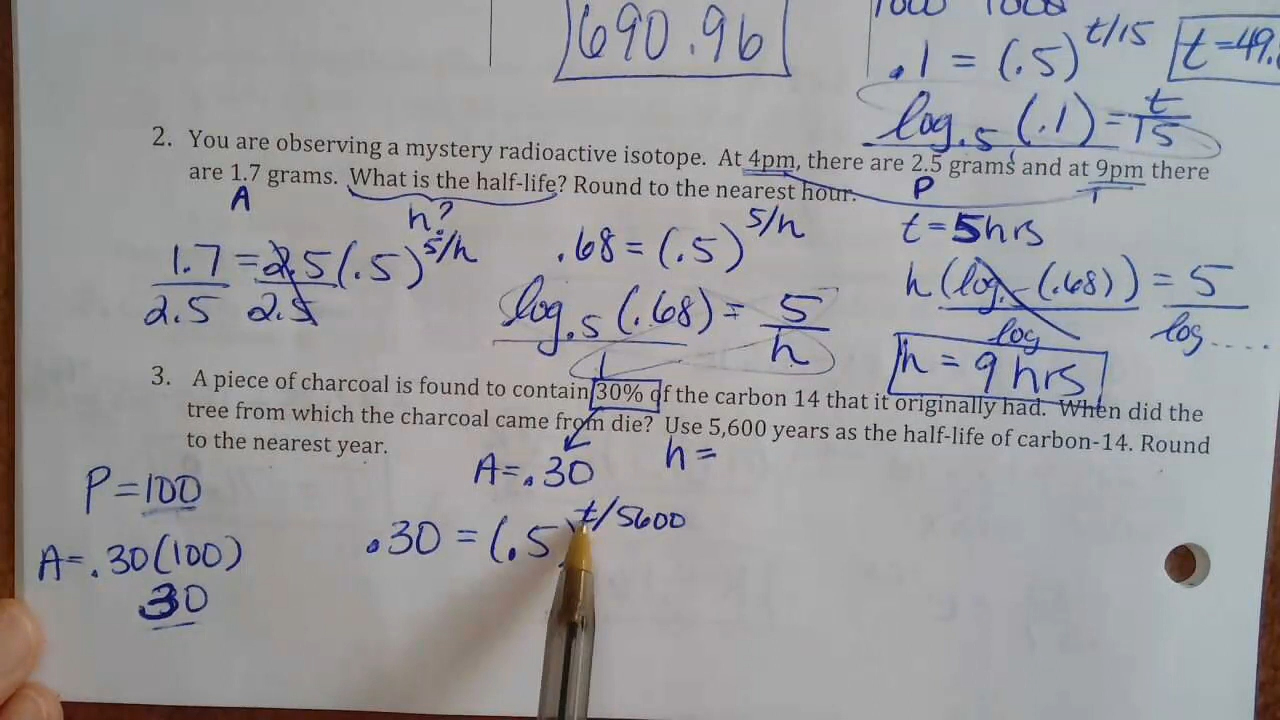 690.96
1000 1000
.1 = (.5)^t/15
t=49.
log.5 (.1) = t/15
2. You are observing a mystery radioactive isotope. At 4pm, there are 2.5 grams and at 9pm there
are 1.7 grams. What is the half-life? Round to the nearest hour.
A
h?
P
T
t=5hrs
1.7/2.5 = 2.5(.5)^5/h/2.5
.68 = (.5)^5/h
log.5 (.68) = 5/h
h(log. (.68))/log = 5/log....
h = 9 hrs
3. A piece of charcoal is found to contain 30% of the carbon 14 that it originally had. When did the
tree from which the charcoal came from die? Use 5,600 years as the half-life of carbon-14. Round
to the nearest year.
A=.30
h=
P=100
.30 = (.5)^t/5600
A=.30(100)
30